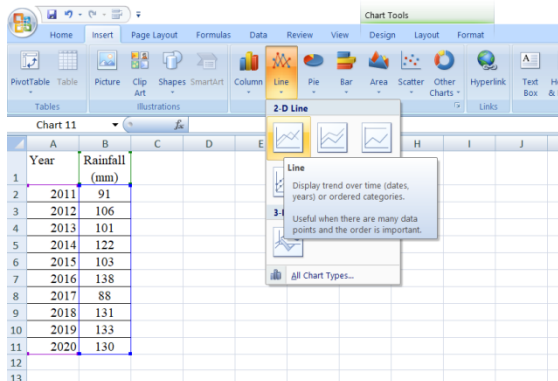 Chart Tools
Home Insert Page Layout Formulas Data Review View Design Layout Format
PivotTable Table Picture Clip Art Shapes SmartArt Column Line Pie Bar Area Scatter Other Charts Hyperlink Text Box
Tables Illustrations Links
Chart 11 fx
2-D Line
A B C D E H I J
1 Year Rainfall (mm)
2 2011 91
3 2012 106
4 2013 101
5 2014 122
6 2015 103
7 2016 138
8 2017 88
9 2018 131
10 2019 133
11 2020 130
12
13
Line
Display trend over time (dates,
years) or ordered categories.
Useful when there are many data
points and the order is important.
All Chart Types...